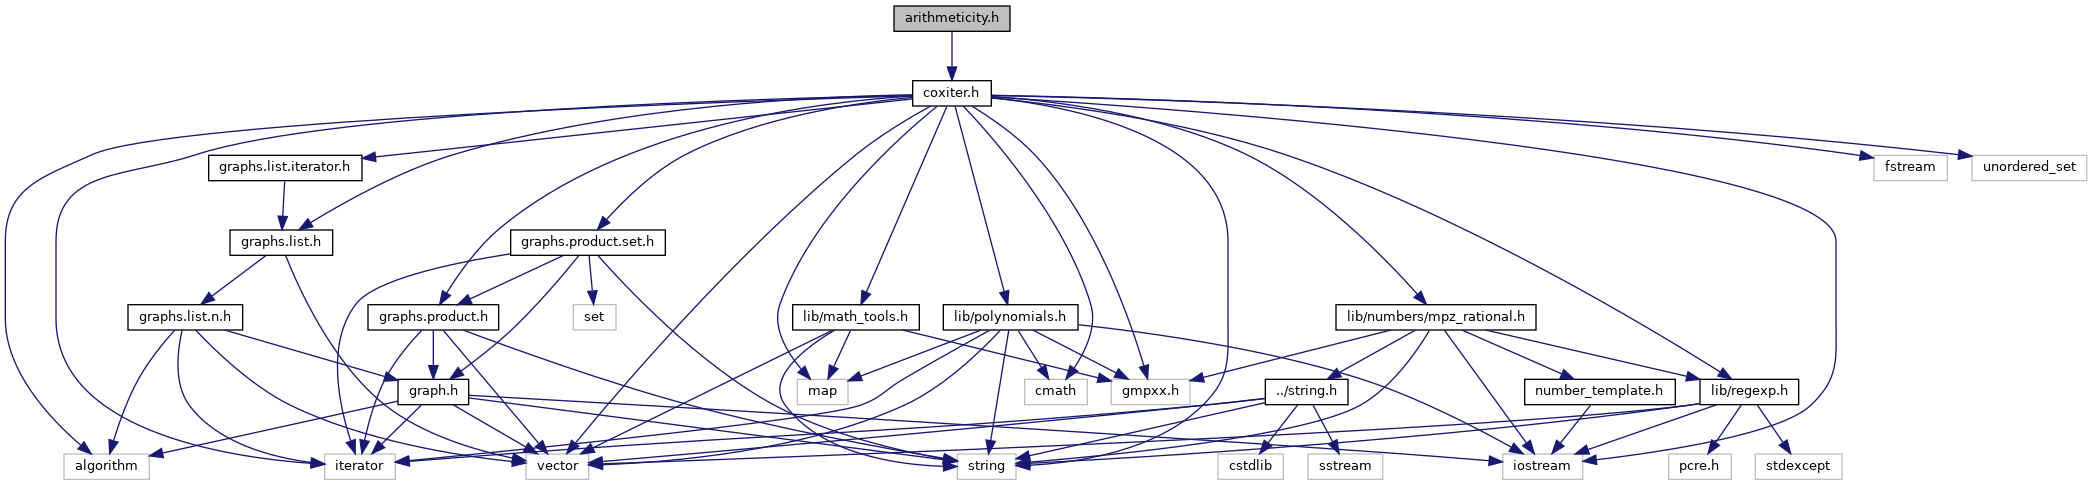 arithmeticity.h
coxiter.h
graphs.list.iterator.h
fstream
unordered_set
graphs.list.h
graphs.product.set.h
graphs.list.n.h
graphs.product.h
set
lib/math_tools.h
lib/polynomials.h
lib/numbers/mpz_rational.h
graph.h
map
cmath
gmpxx.h
../string.h
number_template.h
lib/regexp.h
algorithm
iterator
vector
string
cstdlib
sstream
iostream
pcre.h
stdexcept